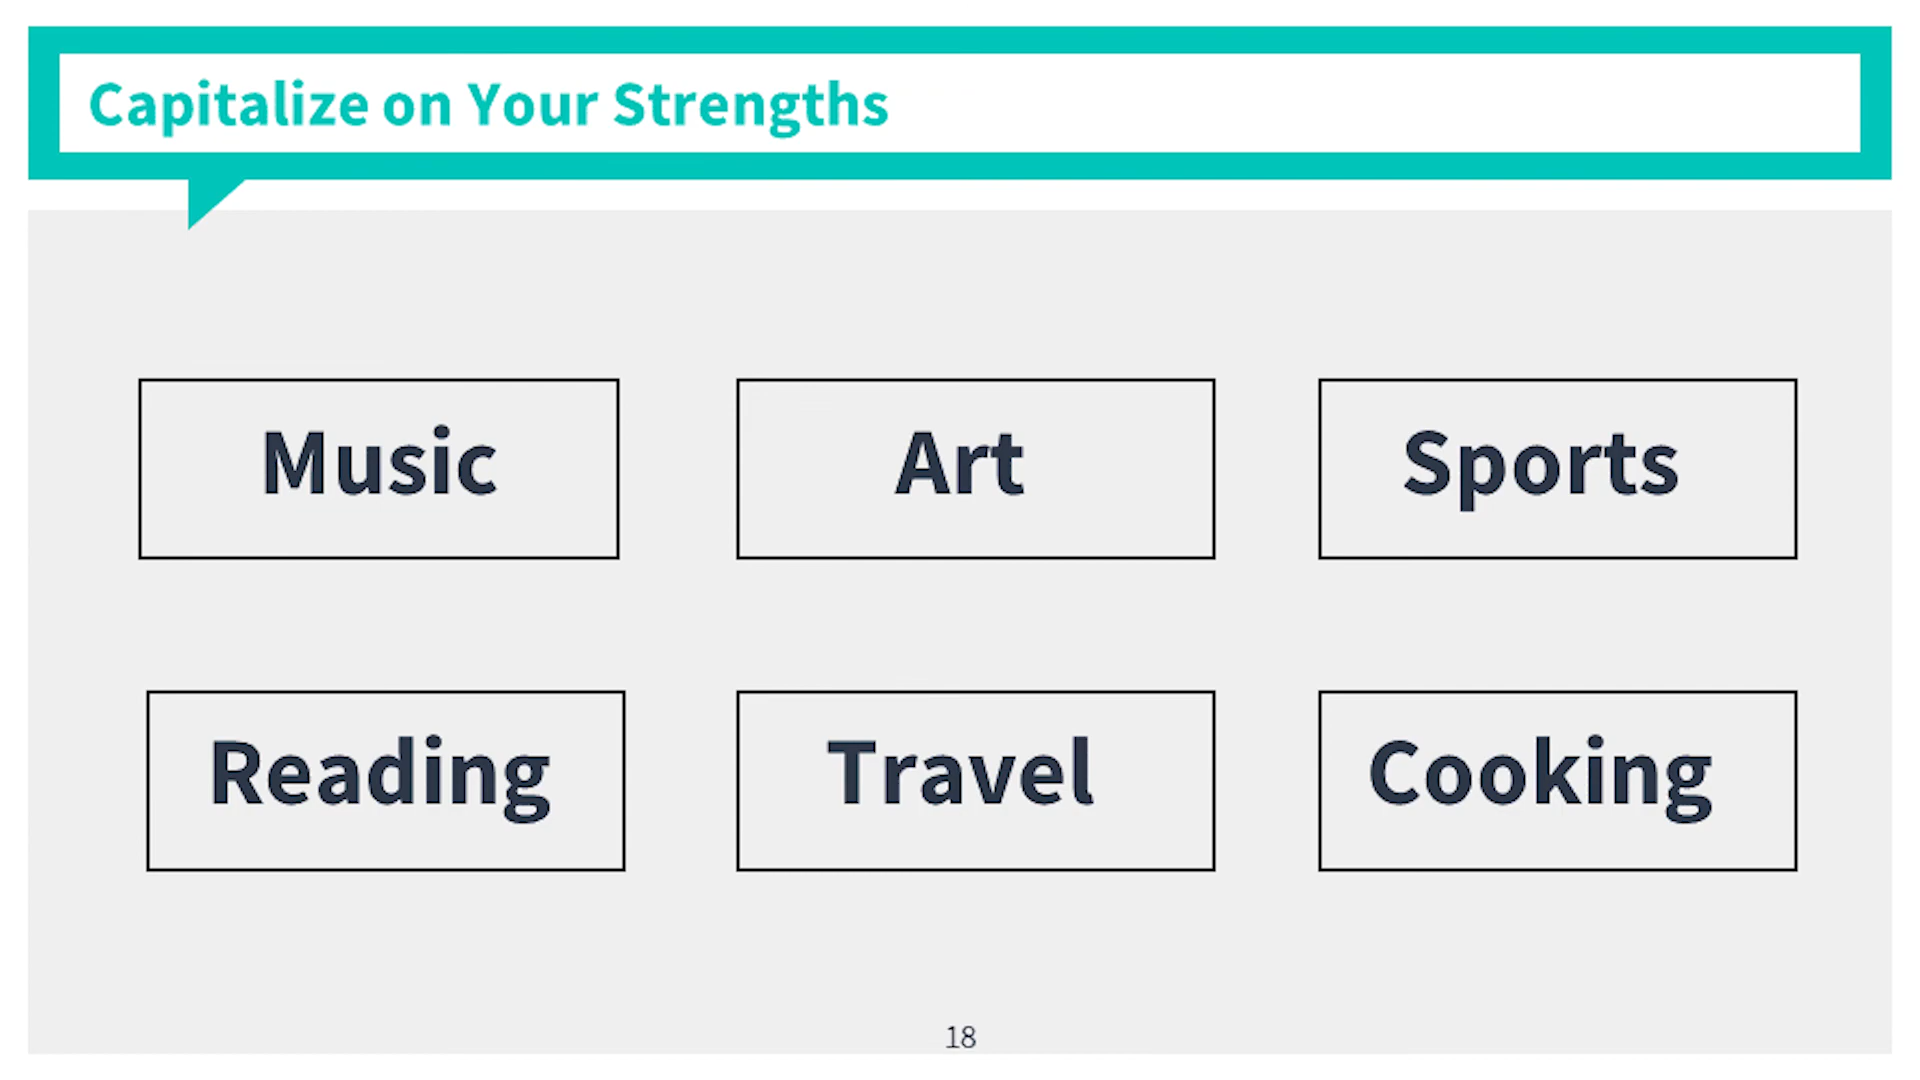 Capitalize on Your Strengths
Music
Art
Sports
Reading
Travel
Cooking
18